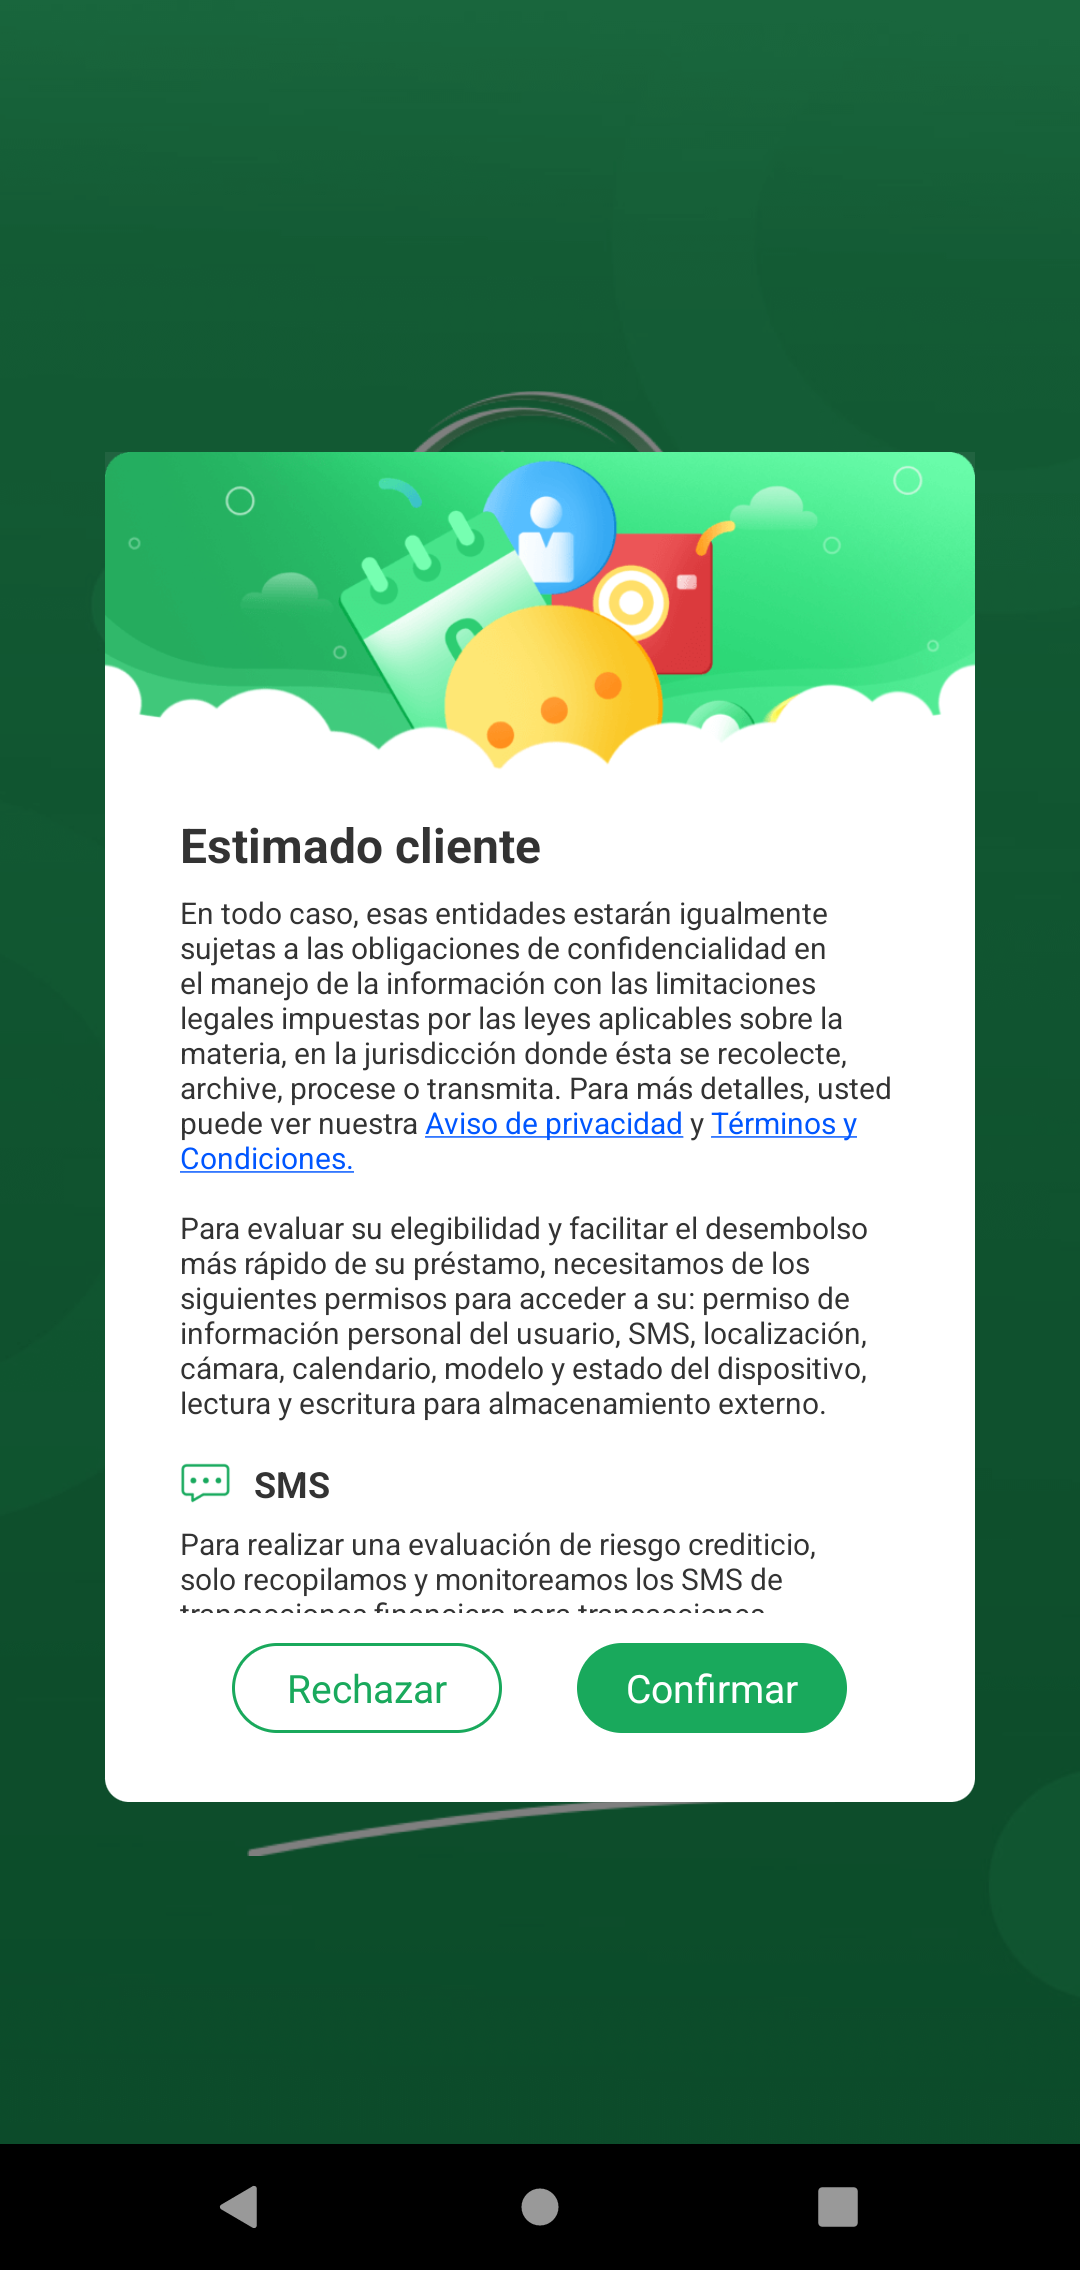 Estimado cliente
En todo caso, esas entidades estarán igualmente
sujetas a las obligaciones de confidencialidad en
el manejo de la información con las limitaciones
legales impuestas por las leyes aplicables sobre la
materia, en la jurisdicción donde ésta se recolecte,
archive, procese o transmita. Para más detalles, usted
puede ver nuestra Aviso de privacidad y Términos y
Condiciones.
Para evaluar su elegibilidad y facilitar el desembolso
más rápido de su préstamo, necesitamos de los
siguientes permisos para acceder a su: permiso de
información personal del usuario, SMS, localización,
cámara, calendario, modelo y estado del dispositivo,
lectura y escritura para almacenamiento externo.
SMS
Para realizar una evaluación de riesgo crediticio,
solo recopilamos y monitoreamos los SMS de
transacciones financiera para transacciones
Rechazar
Confirmar